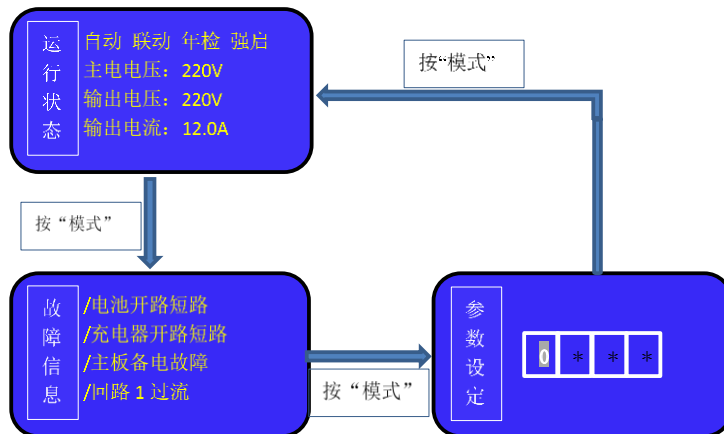 运行状态
自动 联动 年检 强启
主电电压：220V
输出电压：220V
输出电流：12.0A
按“模式”
按“模式”
故障信息
/电池开路短路
/充电器开路短路
/主板备电故障
/回路 1 过流
按“模式”
参数设定
0 * * *